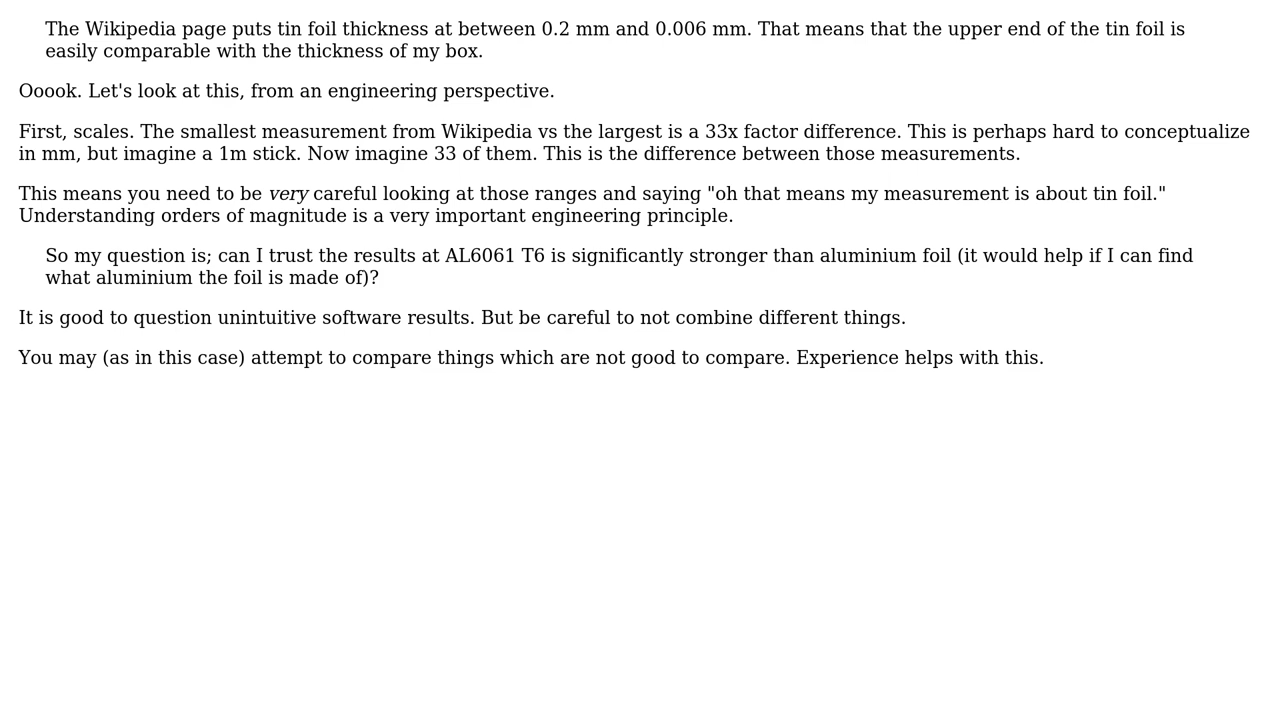 The Wikipedia page puts tin foil thickness at between 0.2 mm and 0.006 mm. That means that the upper end of the tin foil is
easily comparable with the thickness of my box.
Ooook. Let's look at this, from an engineering perspective.
First, scales. The smallest measurement from Wikipedia vs the largest is a 33x factor difference. This is perhaps hard to conceptualize
in mm, but imagine a 1m stick. Now imagine 33 of them. This is the difference between those measurements.
This means you need to be very careful looking at those ranges and saying "oh that means my measurement is about tin foil."
Understanding orders of magnitude is a very important engineering principle.
So my question is; can I trust the results at AL6061 T6 is significantly stronger than aluminium foil (it would help if I can find
what aluminium the foil is made of)?
It is good to question unintuitive software results. But be careful to not combine different things.
You may (as in this case) attempt to compare things which are not good to compare. Experience helps with this.